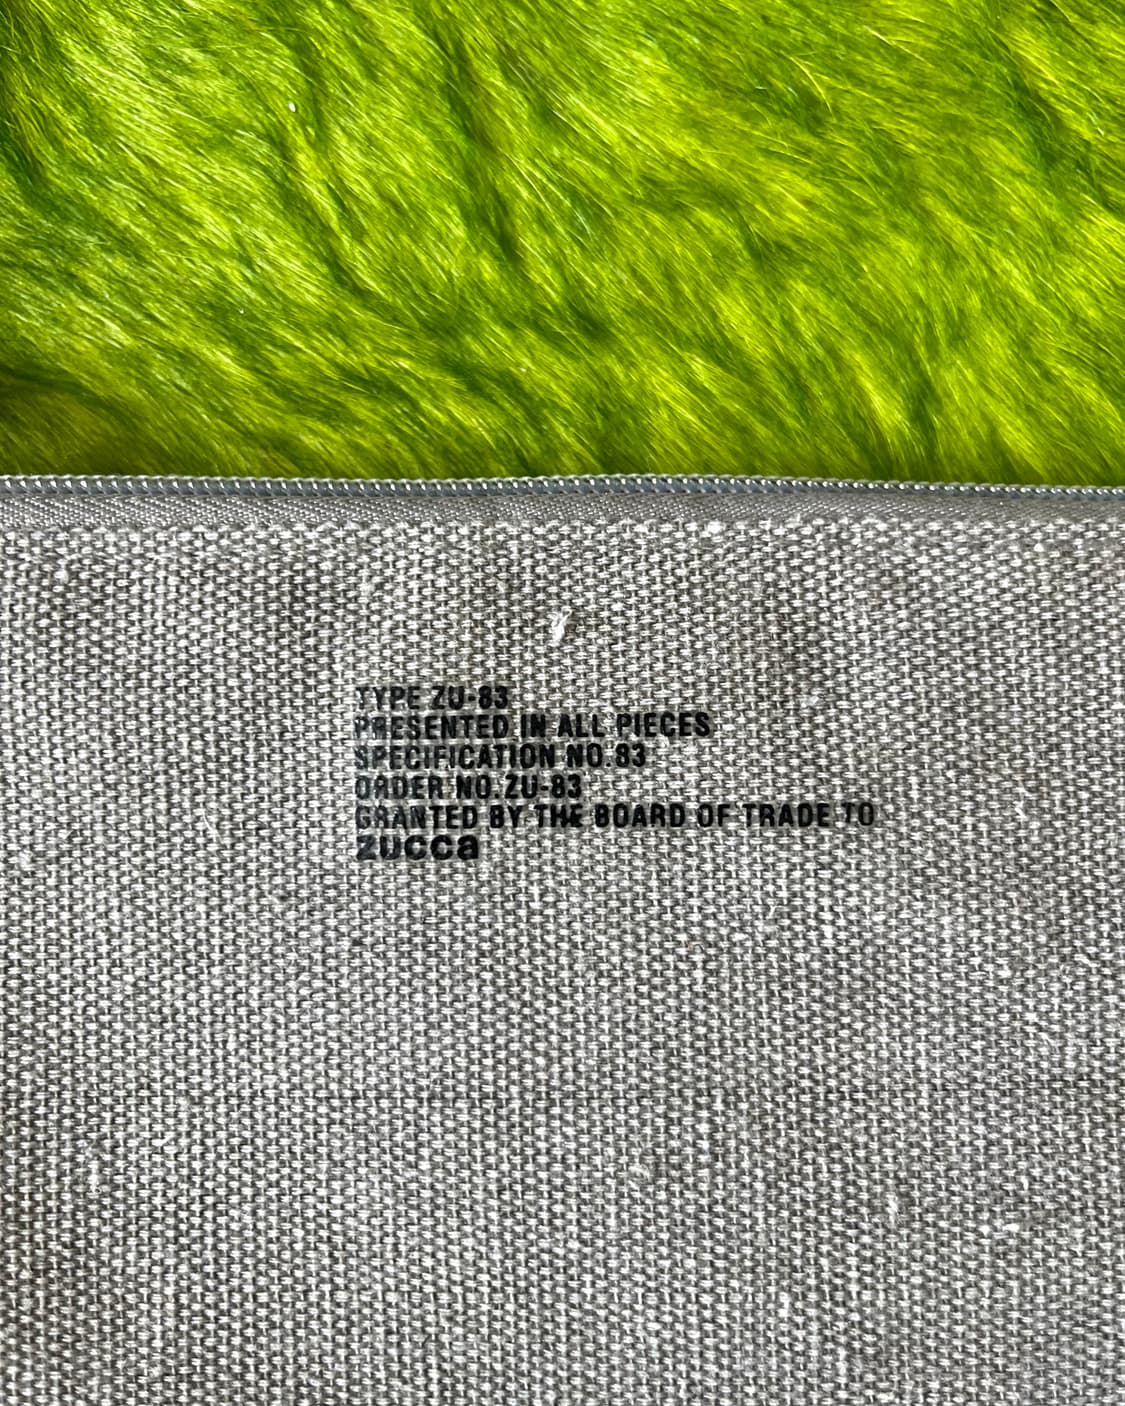 TYPE ZU-83
PRESENTED IN ALL PIECES
SPECIFICATION NO.83
ORDER NO.ZU-83
GRANTED BY THE BOARD OF TRADE TO
zucca